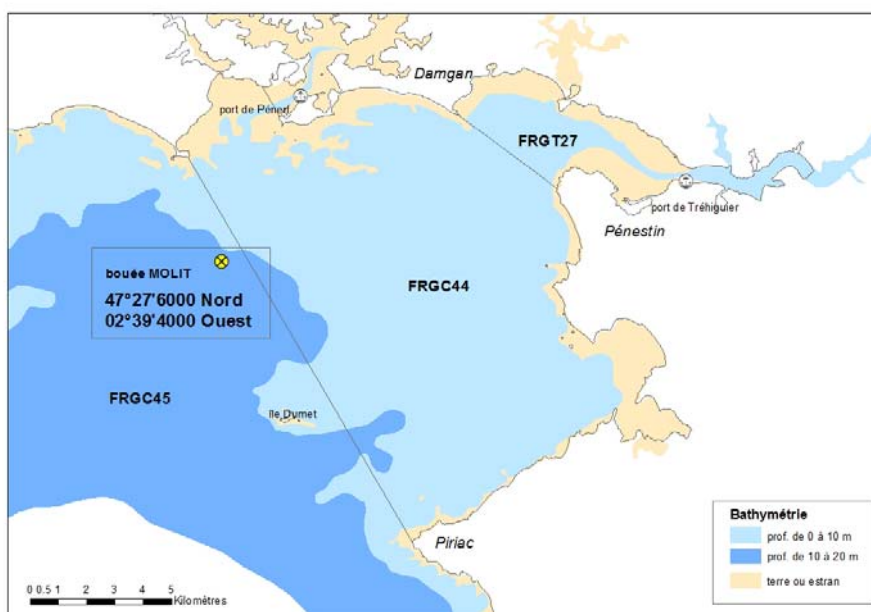 Damgan
port de Pénerf
FRGT27
port de Tréhiguier
Pénestin
bouée MOLIT
47°27'6000 Nord
02°39'4000 Ouest
FRGC44
FRGC45
île Dumet
Piriac
Bathymétrie
prof. de 0 à 10 m
prof. de 10 à 20 m
terre ou estran
0 0.5 1 2 3 4 5
Kilomètres